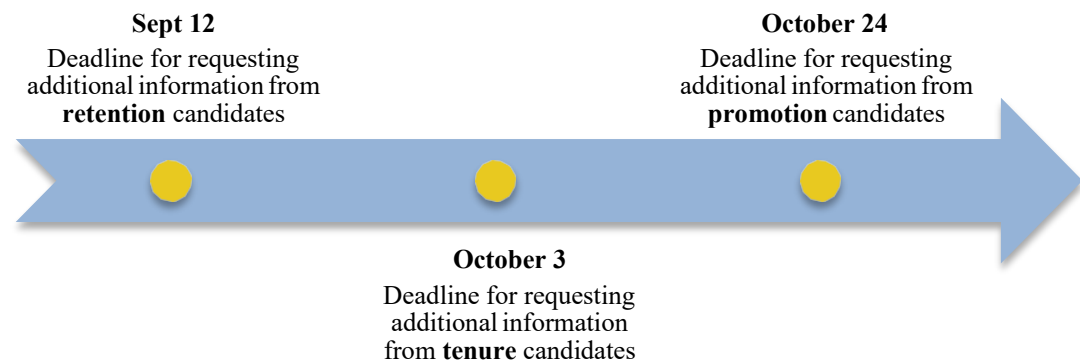 Sept 12
Deadline for requesting
additional information from
retention candidates
October 3
Deadline for requesting
additional information
from tenure candidates
October 24
Deadline for requesting
additional information from
promotion candidates